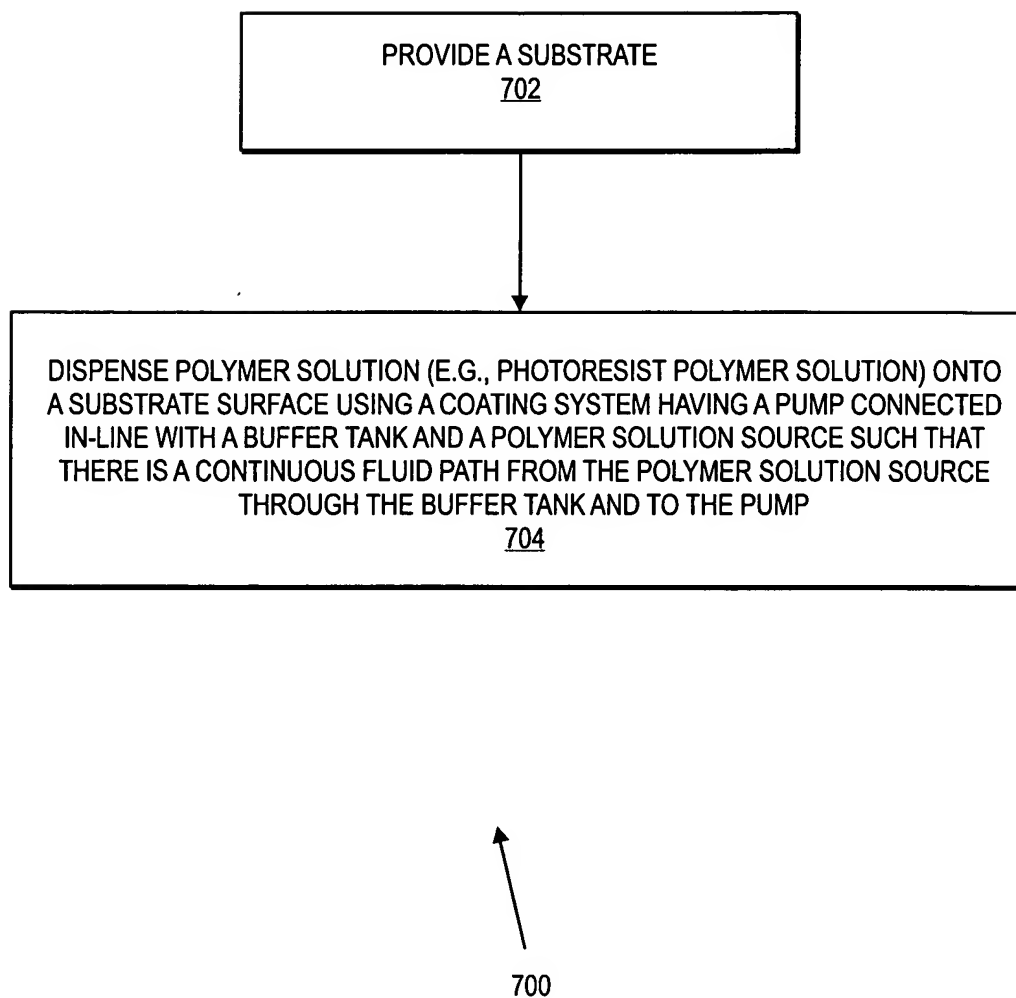 PROVIDE A SUBSTRATE
702
DISPENSE POLYMER SOLUTION (E.G., PHOTORESIST POLYMER SOLUTION) ONTO
A SUBSTRATE SURFACE USING A COATING SYSTEM HAVING A PUMP CONNECTED
IN-LINE WITH A BUFFER TANK AND A POLYMER SOLUTION SOURCE SUCH THAT
THERE IS A CONTINUOUS FLUID PATH FROM THE POLYMER SOLUTION SOURCE
THROUGH THE BUFFER TANK AND TO THE PUMP
704
700